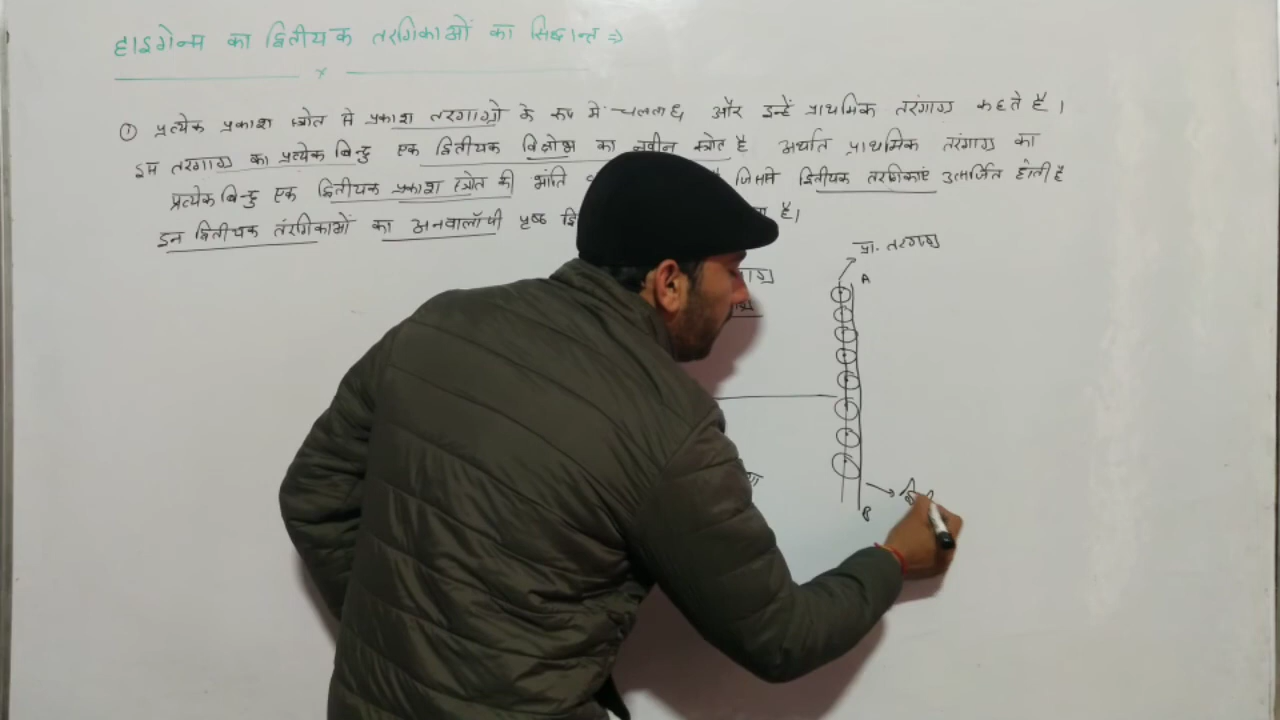 हाइगेन्स का द्वितीयक तरंगिकाओं का सिद्धान्त ⇒
① प्रत्येक प्रकाश स्त्रोत से प्रकाश तरंगाग्रो के रूप में चलता है, और इन्हें प्राथमिक तरंगाग्र कहते है।
इस तरंगाग्र का प्रत्येक बिन्दु एक द्वितीयक विक्षोभ का नवीन स्त्रोत है अर्थात प्राथमिक तरंगाग्र का
प्रत्येक बिन्दु एक द्वितीयक प्रकाश स्त्रोत की भांति जिससे द्वितीयक तरंगिकाएं उत्सर्जित होती है
इन द्वितीयक तंरगिकाओं का अनवालॉपी पृष्ठ है।
प्रा. तरंगाग्र
A
B